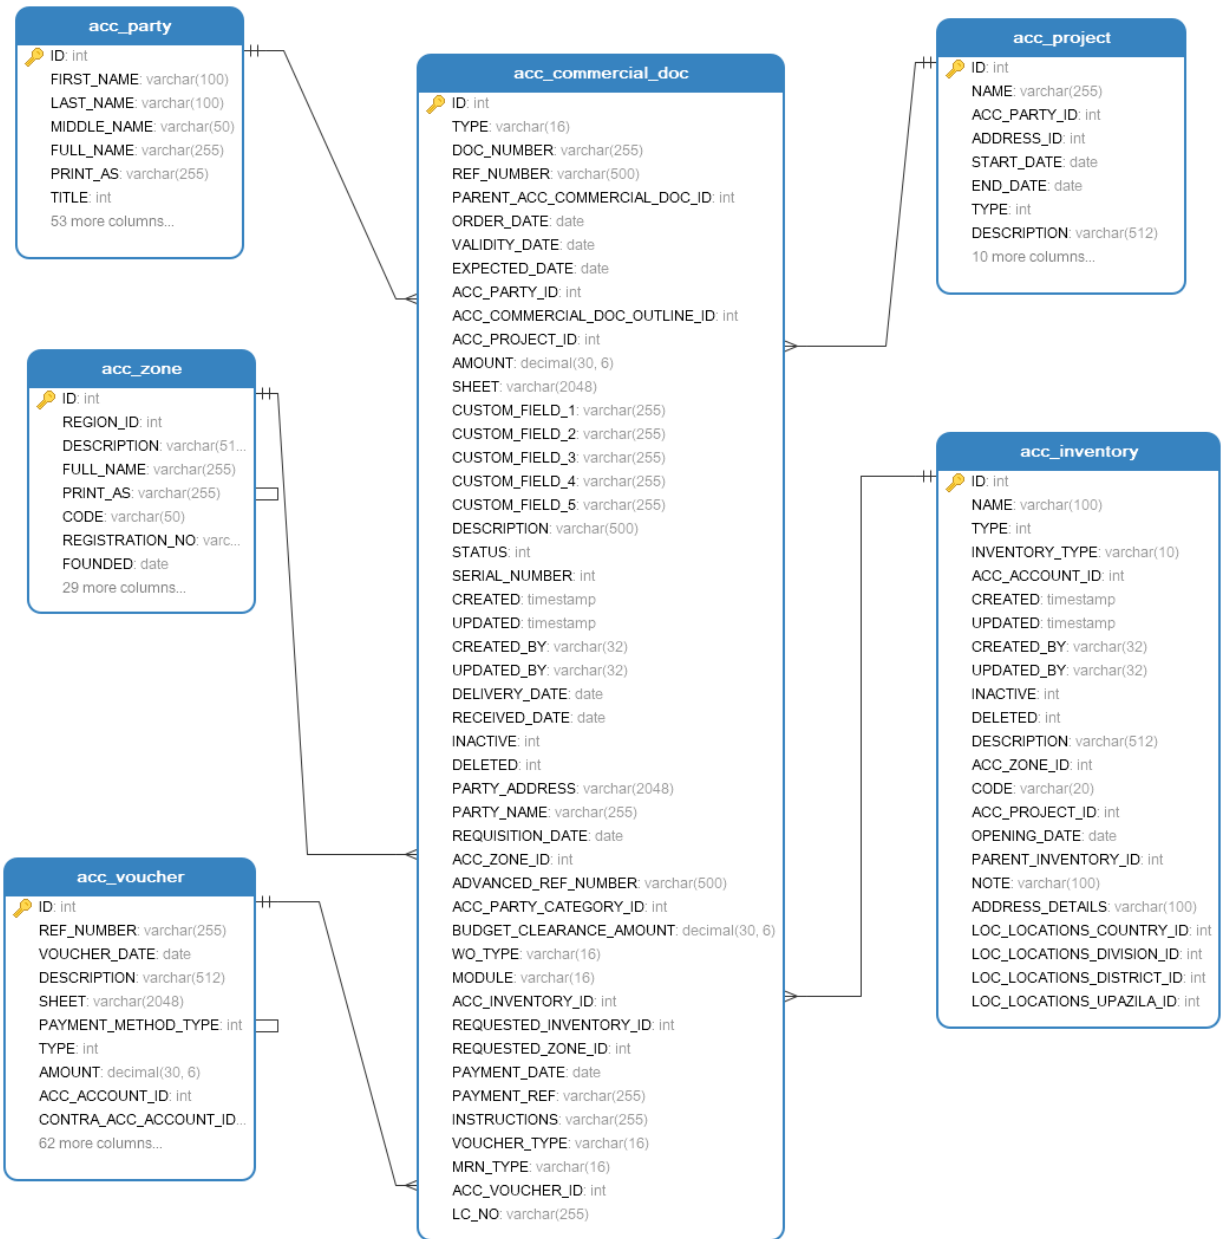 acc_party
ID: int
FIRST_NAME: varchar(100)
LAST_NAME: varchar(100)
MIDDLE_NAME: varchar(50)
FULL_NAME: varchar(255)
PRINT_AS: varchar(255)
TITLE: int
53 more columns...
acc_zone
ID: int
REGION_ID: int
DESCRIPTION: varchar(51...
FULL_NAME: varchar(255)
PRINT_AS: varchar(255)
CODE: varchar(50)
REGISTRATION_NO: varc...
FOUNDED: date
29 more columns...
acc_voucher
ID: int
REF_NUMBER: varchar(255)
VOUCHER_DATE: date
DESCRIPTION: varchar(512)
SHEET: varchar(2048)
PAYMENT_METHOD_TYPE: int
TYPE: int
AMOUNT: decimal(30, 6)
ACC_ACCOUNT_ID: int
CONTRA_ACC_ACCOUNT_ID...
62 more columns...
acc_commercial_doc
ID: int
TYPE: varchar(16)
DOC_NUMBER: varchar(255)
REF_NUMBER: varchar(500)
PARENT_ACC_COMMERCIAL_DOC_ID: int
ORDER_DATE: date
VALIDITY_DATE: date
EXPECTED_DATE: date
ACC_PARTY_ID: int
ACC_COMMERCIAL_DOC_OUTLINE_ID: int
ACC_PROJECT_ID: int
AMOUNT: decimal(30, 6)
SHEET: varchar(2048)
CUSTOM_FIELD_1: varchar(255)
CUSTOM_FIELD_2: varchar(255)
CUSTOM_FIELD_3: varchar(255)
CUSTOM_FIELD_4: varchar(255)
CUSTOM_FIELD_5: varchar(255)
DESCRIPTION: varchar(500)
STATUS: int
SERIAL_NUMBER: int
CREATED: timestamp
UPDATED: timestamp
CREATED_BY: varchar(32)
UPDATED_BY: varchar(32)
DELIVERY_DATE: date
RECEIVED_DATE: date
INACTIVE: int
DELETED: int
PARTY_ADDRESS: varchar(2048)
PARTY_NAME: varchar(255)
REQUISITION_DATE: date
ACC_ZONE_ID: int
ADVANCED_REF_NUMBER: varchar(500)
ACC_PARTY_CATEGORY_ID: int
BUDGET_CLEARANCE_AMOUNT: decimal(30, 6)
WO_TYPE: varchar(16)
MODULE: varchar(16)
ACC_INVENTORY_ID: int
REQUESTED_INVENTORY_ID: int
REQUESTED_ZONE_ID: int
PAYMENT_DATE: date
PAYMENT_REF: varchar(255)
INSTRUCTIONS: varchar(255)
VOUCHER_TYPE: varchar(16)
MRN_TYPE: varchar(16)
ACC_VOUCHER_ID: int
LC_NO: varchar(255)
acc_project
ID: int
NAME: varchar(255)
ACC_PARTY_ID: int
ADDRESS_ID: int
START_DATE: date
END_DATE: date
TYPE: int
DESCRIPTION: varchar(512)
10 more columns...
acc_inventory
ID: int
NAME: varchar(100)
TYPE: int
INVENTORY_TYPE: varchar(10)
ACC_ACCOUNT_ID: int
CREATED: timestamp
UPDATED: timestamp
CREATED_BY: varchar(32)
UPDATED_BY: varchar(32)
INACTIVE: int
DELETED: int
DESCRIPTION: varchar(512)
ACC_ZONE_ID: int
CODE: varchar(20)
ACC_PROJECT_ID: int
OPENING_DATE: date
PARENT_INVENTORY_ID: int
NOTE: varchar(100)
ADDRESS_DETAILS: varchar(100)
LOC_LOCATIONS_COUNTRY_ID: int
LOC_LOCATIONS_DIVISION_ID: int
LOC_LOCATIONS_DISTRICT_ID: int
LOC_LOCATIONS_UPAZILA_ID: int